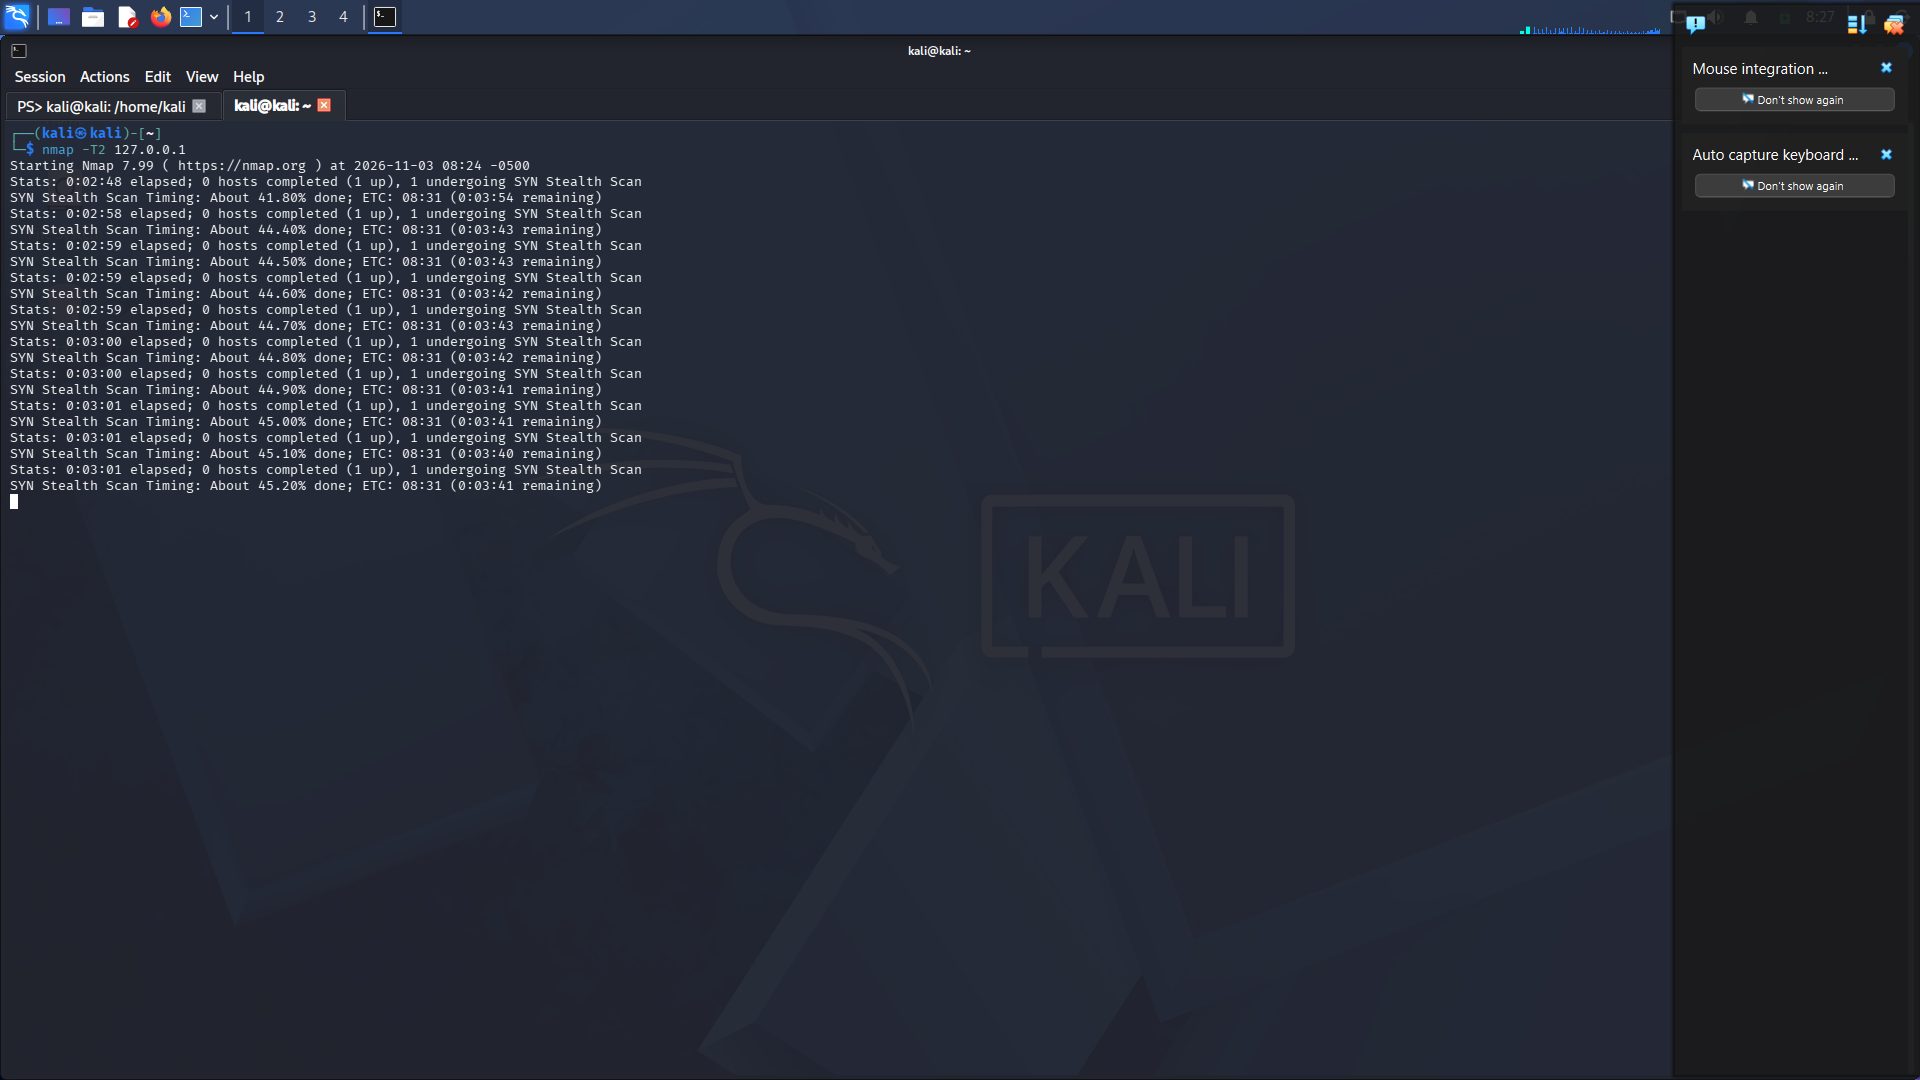 1 2 3 4
8:27
kali@kali: ~
Session Actions Edit View Help
PS> kali@kali: /home/kali
kali@kali: ~
┌──(kali㉿kali)-[~]
└─$ nmap -T2 127.0.0.1
Starting Nmap 7.99 ( https://nmap.org ) at 2026-11-03 08:24 -0500
Stats: 0:02:48 elapsed; 0 hosts completed (1 up), 1 undergoing SYN Stealth Scan
SYN Stealth Scan Timing: About 41.80% done; ETC: 08:31 (0:03:54 remaining)
Stats: 0:02:58 elapsed; 0 hosts completed (1 up), 1 undergoing SYN Stealth Scan
SYN Stealth Scan Timing: About 44.40% done; ETC: 08:31 (0:03:43 remaining)
Stats: 0:02:59 elapsed; 0 hosts completed (1 up), 1 undergoing SYN Stealth Scan
SYN Stealth Scan Timing: About 44.50% done; ETC: 08:31 (0:03:43 remaining)
Stats: 0:02:59 elapsed; 0 hosts completed (1 up), 1 undergoing SYN Stealth Scan
SYN Stealth Scan Timing: About 44.60% done; ETC: 08:31 (0:03:42 remaining)
Stats: 0:02:59 elapsed; 0 hosts completed (1 up), 1 undergoing SYN Stealth Scan
SYN Stealth Scan Timing: About 44.70% done; ETC: 08:31 (0:03:43 remaining)
Stats: 0:03:00 elapsed; 0 hosts completed (1 up), 1 undergoing SYN Stealth Scan
SYN Stealth Scan Timing: About 44.80% done; ETC: 08:31 (0:03:42 remaining)
Stats: 0:03:00 elapsed; 0 hosts completed (1 up), 1 undergoing SYN Stealth Scan
SYN Stealth Scan Timing: About 44.90% done; ETC: 08:31 (0:03:41 remaining)
Stats: 0:03:01 elapsed; 0 hosts completed (1 up), 1 undergoing SYN Stealth Scan
SYN Stealth Scan Timing: About 45.00% done; ETC: 08:31 (0:03:41 remaining)
Stats: 0:03:01 elapsed; 0 hosts completed (1 up), 1 undergoing SYN Stealth Scan
SYN Stealth Scan Timing: About 45.10% done; ETC: 08:31 (0:03:40 remaining)
Stats: 0:03:01 elapsed; 0 hosts completed (1 up), 1 undergoing SYN Stealth Scan
SYN Stealth Scan Timing: About 45.20% done; ETC: 08:31 (0:03:41 remaining)
KALI
Mouse integration ...
Don't show again
Auto capture keyboard ...
Don't show again